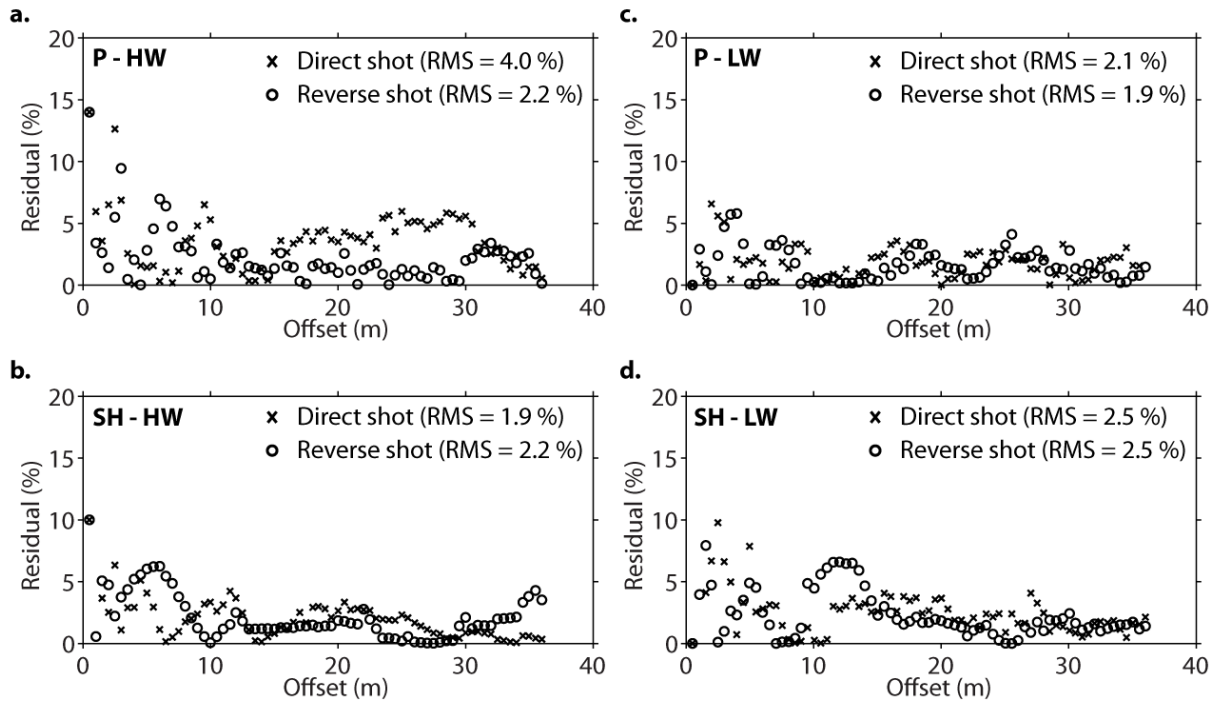 a.
P - HW
Direct shot (RMS = 4.0 %)
Reverse shot (RMS = 2.2 %)
Residual (%)
20
15
10
5
0
0 10 20 30 40
Offset (m)
c.
P - LW
Direct shot (RMS = 2.1 %)
Reverse shot (RMS = 1.9 %)
Residual (%)
20
15
10
5
0
0 10 20 30 40
Offset (m)
b.
SH - HW
Direct shot (RMS = 1.9 %)
Reverse shot (RMS = 2.2 %)
Residual (%)
20
15
10
5
0
0 10 20 30 40
Offset (m)
d.
SH - LW
Direct shot (RMS = 2.5 %)
Reverse shot (RMS = 2.5 %)
Residual (%)
20
15
10
5
0
0 10 20 30 40
Offset (m)